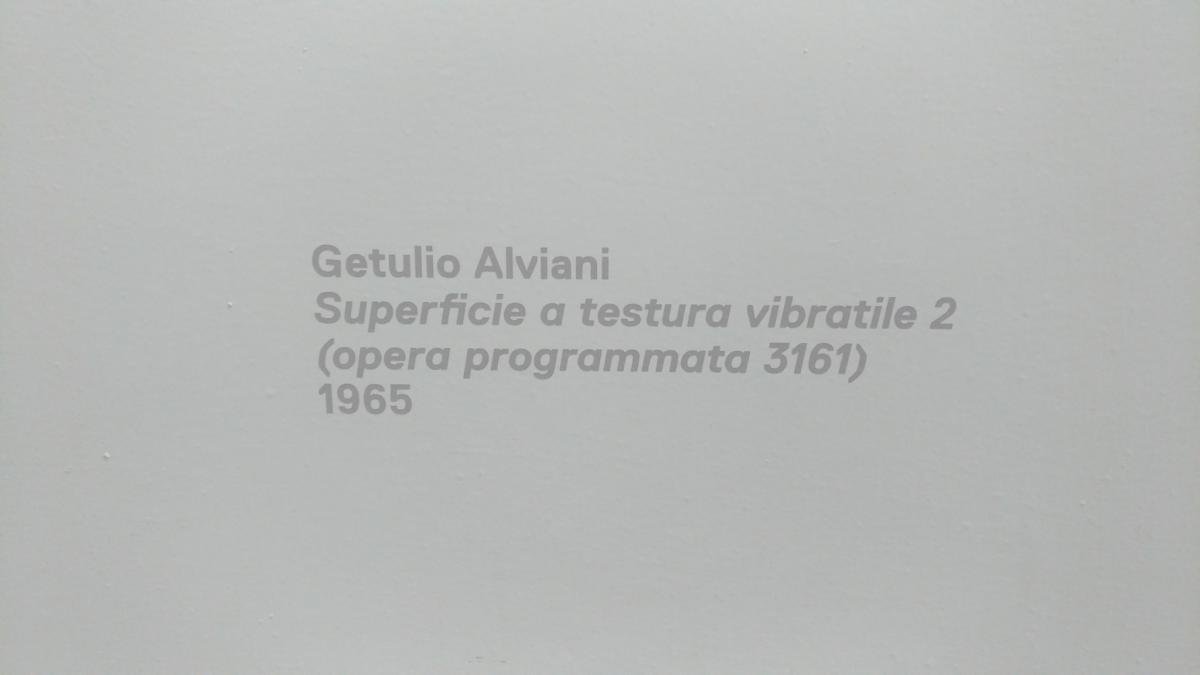 Getulio Alviani
Superficie a testura vibratile 2
(opera programmata 3161)
1965